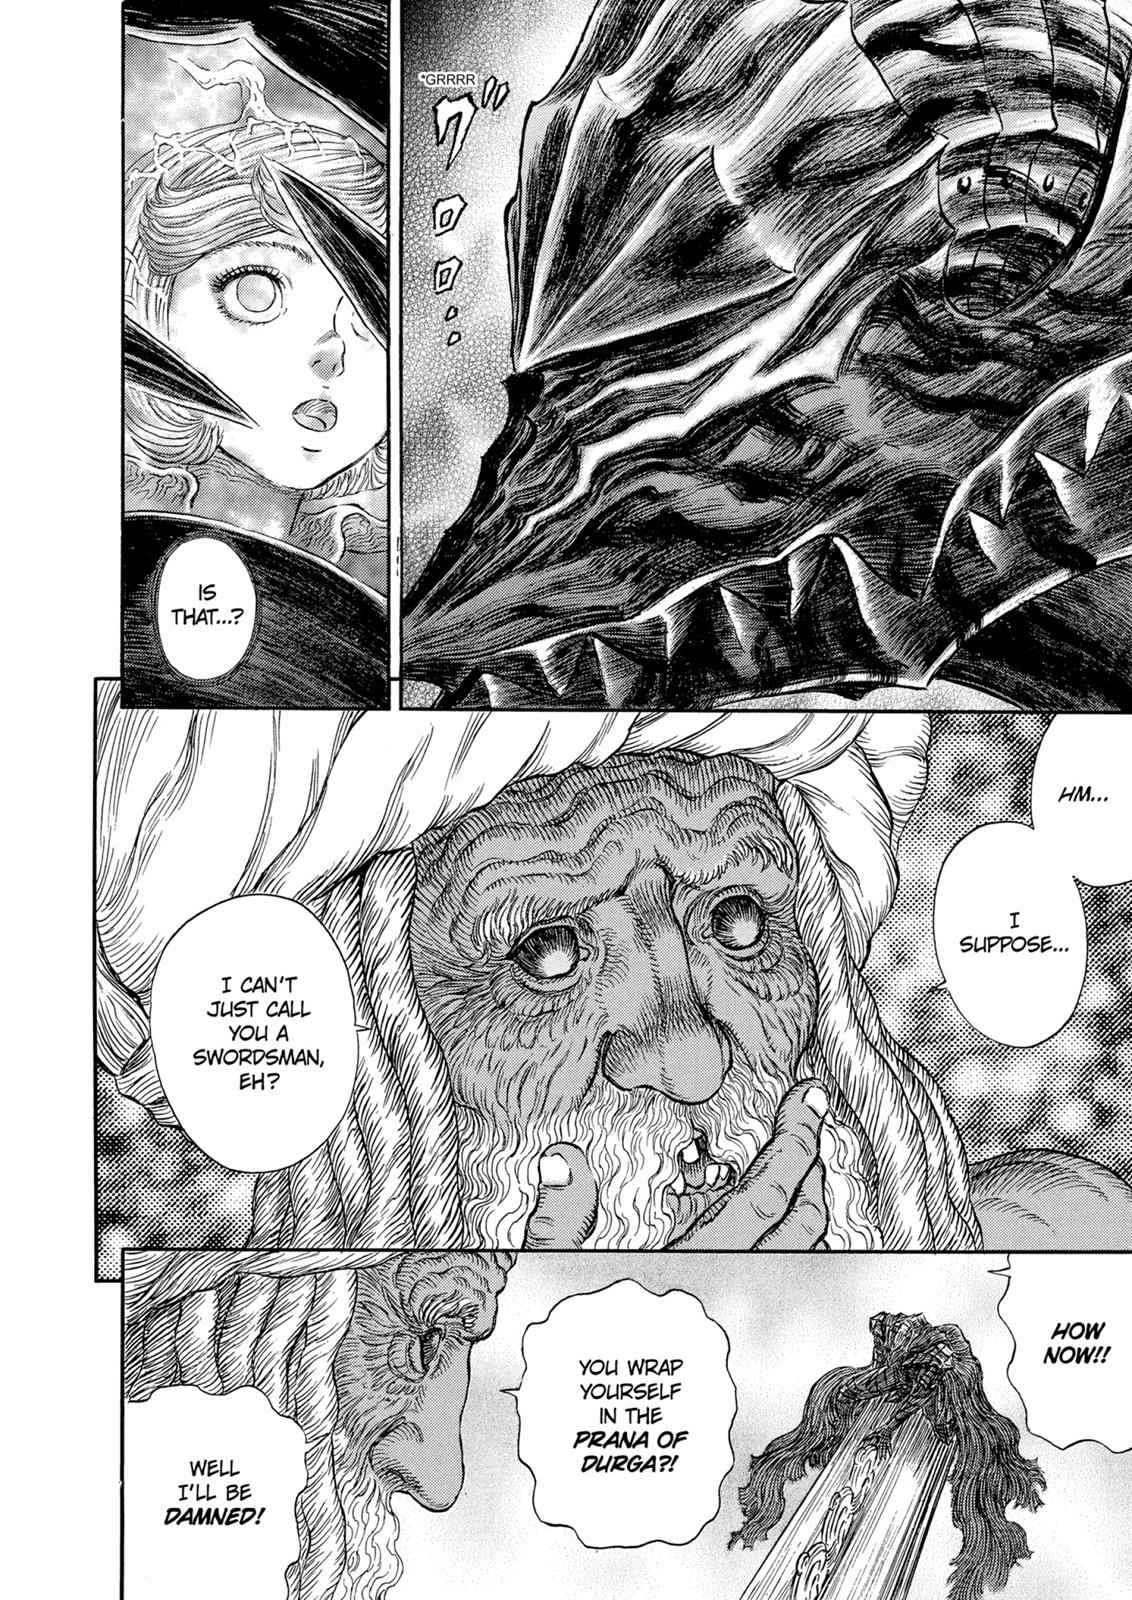 *GRRRR
グロロロ‥
IS
THAT...?
HM...
I
SUPPOSE...
I CAN'T
JUST CALL
YOU A
SWORDSMAN,
EH?
HOW
NOW!!
YOU WRAP
YOURSELF
IN THE
PRANA OF
DURGA?!
WELL
I'LL BE
DAMNED!